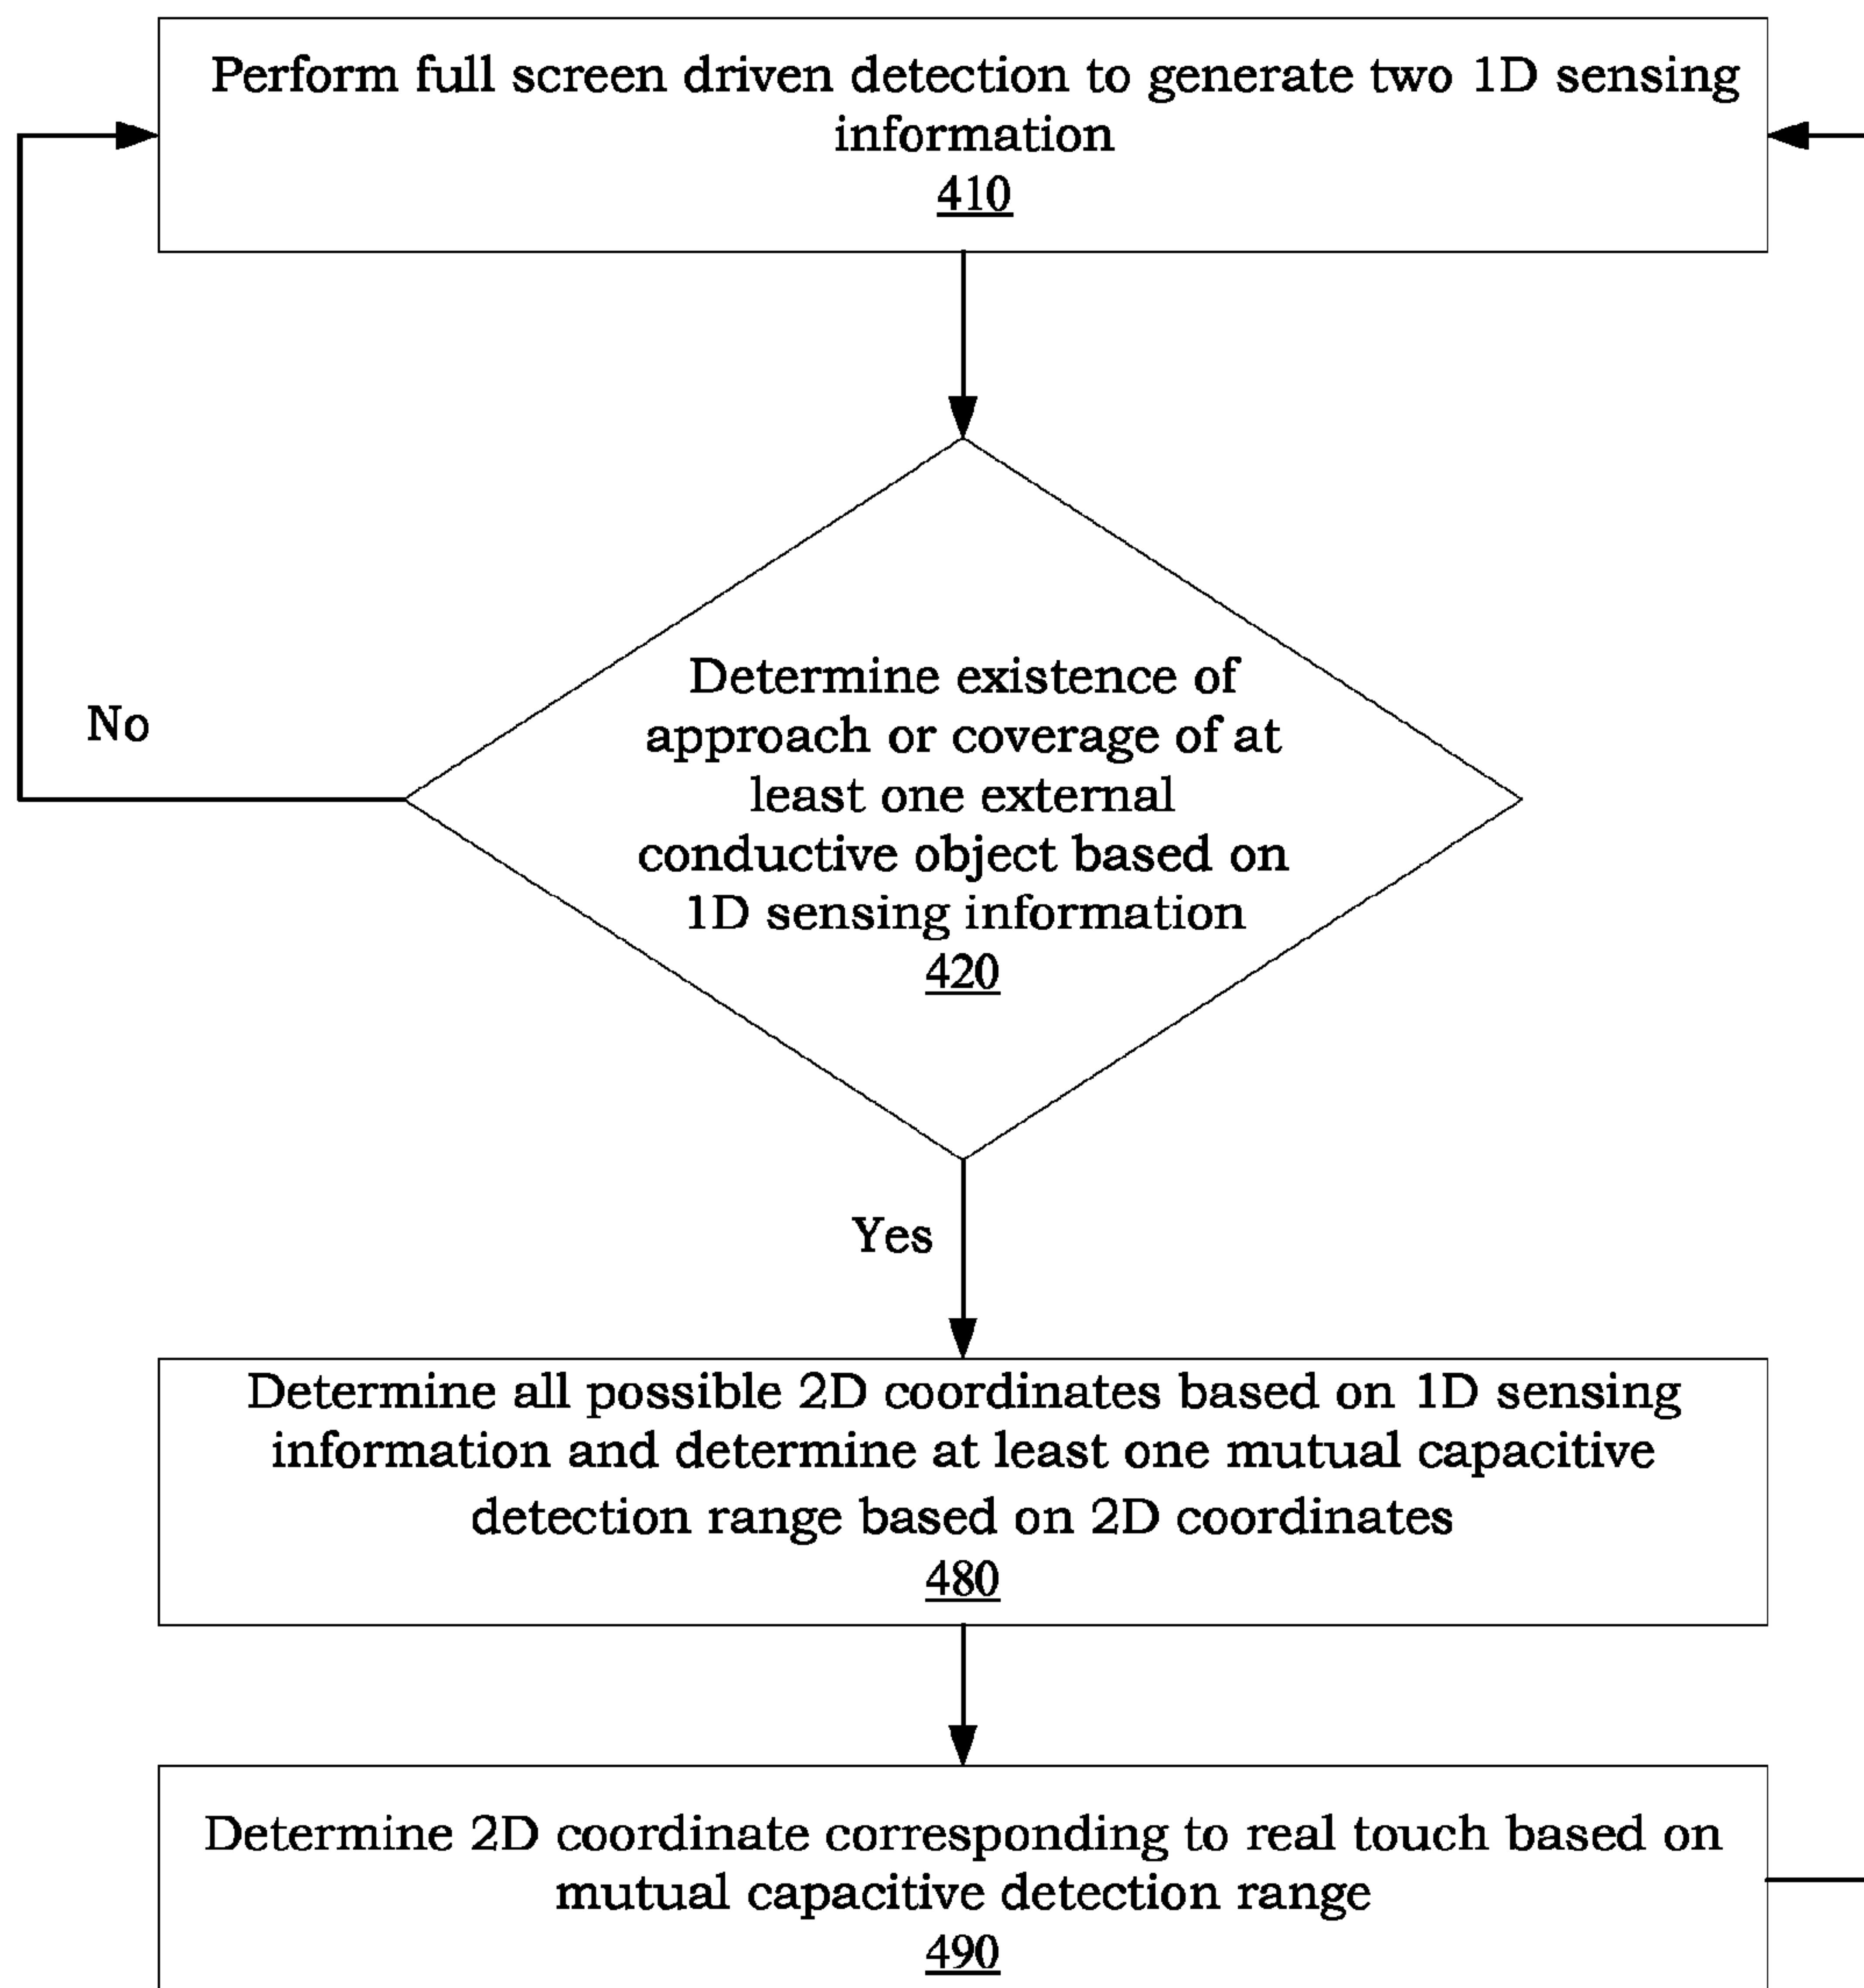 Perform full screen driven detection to generate two 1D sensing
information
410
Determine existence of
approach or coverage of at
least one external
conductive object based on
1D sensing information
420
No
Yes
Determine all possible 2D coordinates based on 1D sensing
information and determine at least one mutual capacitive
detection range based on 2D coordinates
480
Determine 2D coordinate corresponding to real touch based on
mutual capacitive detection range
490